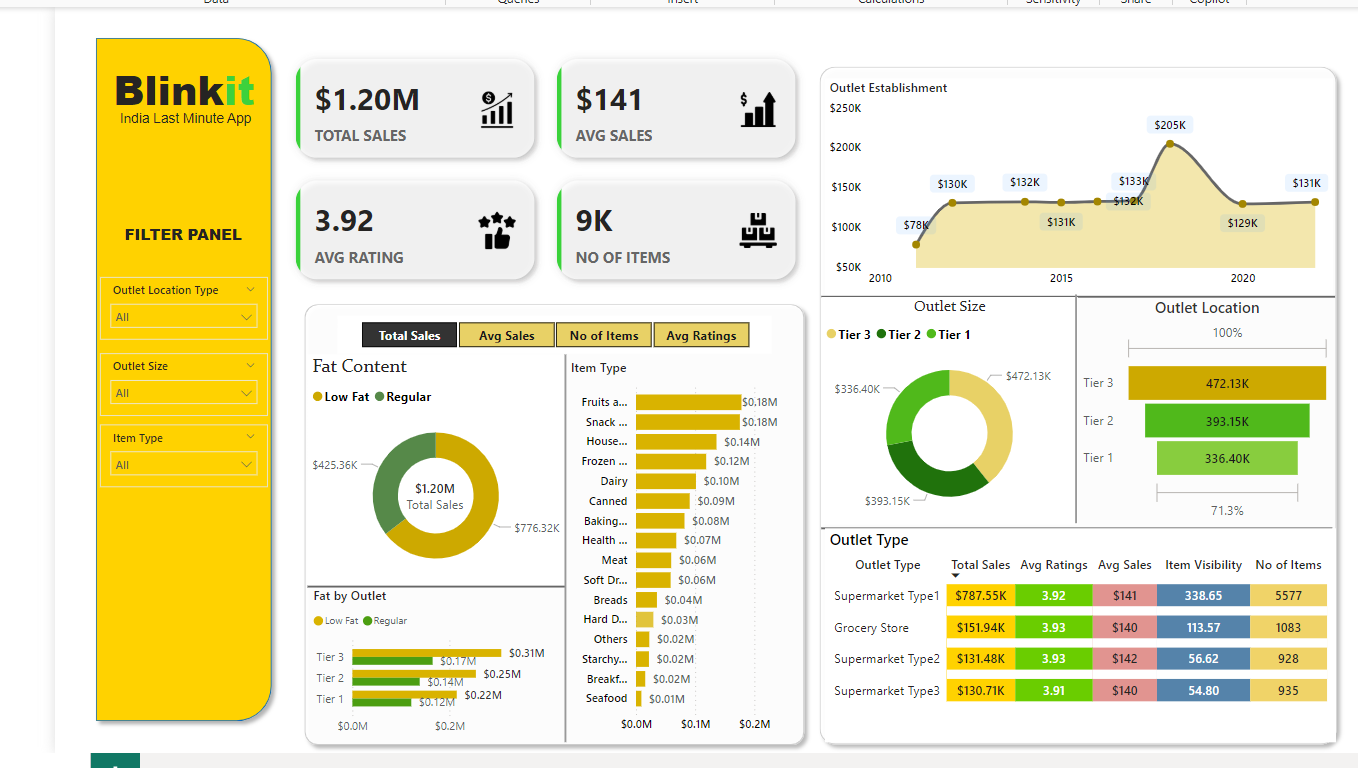 Data Queries Insert Calculations Sensitivity Share Copilot
Blinkit
India Last Minute App
FILTER PANEL
Outlet Location Type
All
Outlet Size
All
Item Type
All
$1.20M
TOTAL SALES
$141
AVG SALES
3.92
AVG RATING
9K
NO OF ITEMS
Total Sales Avg Sales No of Items Avg Ratings
Fat Content
Low Fat Regular
$425.36K
$1.20M
Total Sales
$776.32K
Fat by Outlet
Low Fat Regular
Tier 3 $0.31M
$0.17M
Tier 2 $0.25M
$0.14M
Tier 1 $0.22M
$0.12M
$0.0M $0.2M
Item Type
Fruits a... $0.18M
Snack ... $0.18M
House... $0.14M
Frozen ... $0.12M
Dairy $0.10M
Canned $0.09M
Baking... $0.08M
Health ... $0.07M
Meat $0.06M
Soft Dr... $0.06M
Breads $0.04M
Hard D... $0.03M
Others $0.02M
Starchy... $0.02M
Breakf... $0.02M
Seafood $0.01M
$0.0M $0.1M $0.2M
Outlet Establishment
$250K
$200K
$150K
$100K
$50K
$78K
$130K
$132K
$131K
$132K
$133K
$205K
$129K
$131K
2010 2015 2020
Outlet Size
Tier 3 Tier 2 Tier 1
$336.40K
$472.13K
$393.15K
Outlet Location
100%
Tier 3 472.13K
Tier 2 393.15K
Tier 1 336.40K
71.3%
Outlet Type
Outlet Type Total Sales Avg Ratings Avg Sales Item Visibility No of Items
Supermarket Type1 $787.55K 3.92 $141 338.65 5577
Grocery Store $151.94K 3.93 $140 113.57 1083
Supermarket Type2 $131.48K 3.93 $142 56.62 928
Supermarket Type3 $130.71K 3.91 $140 54.80 935